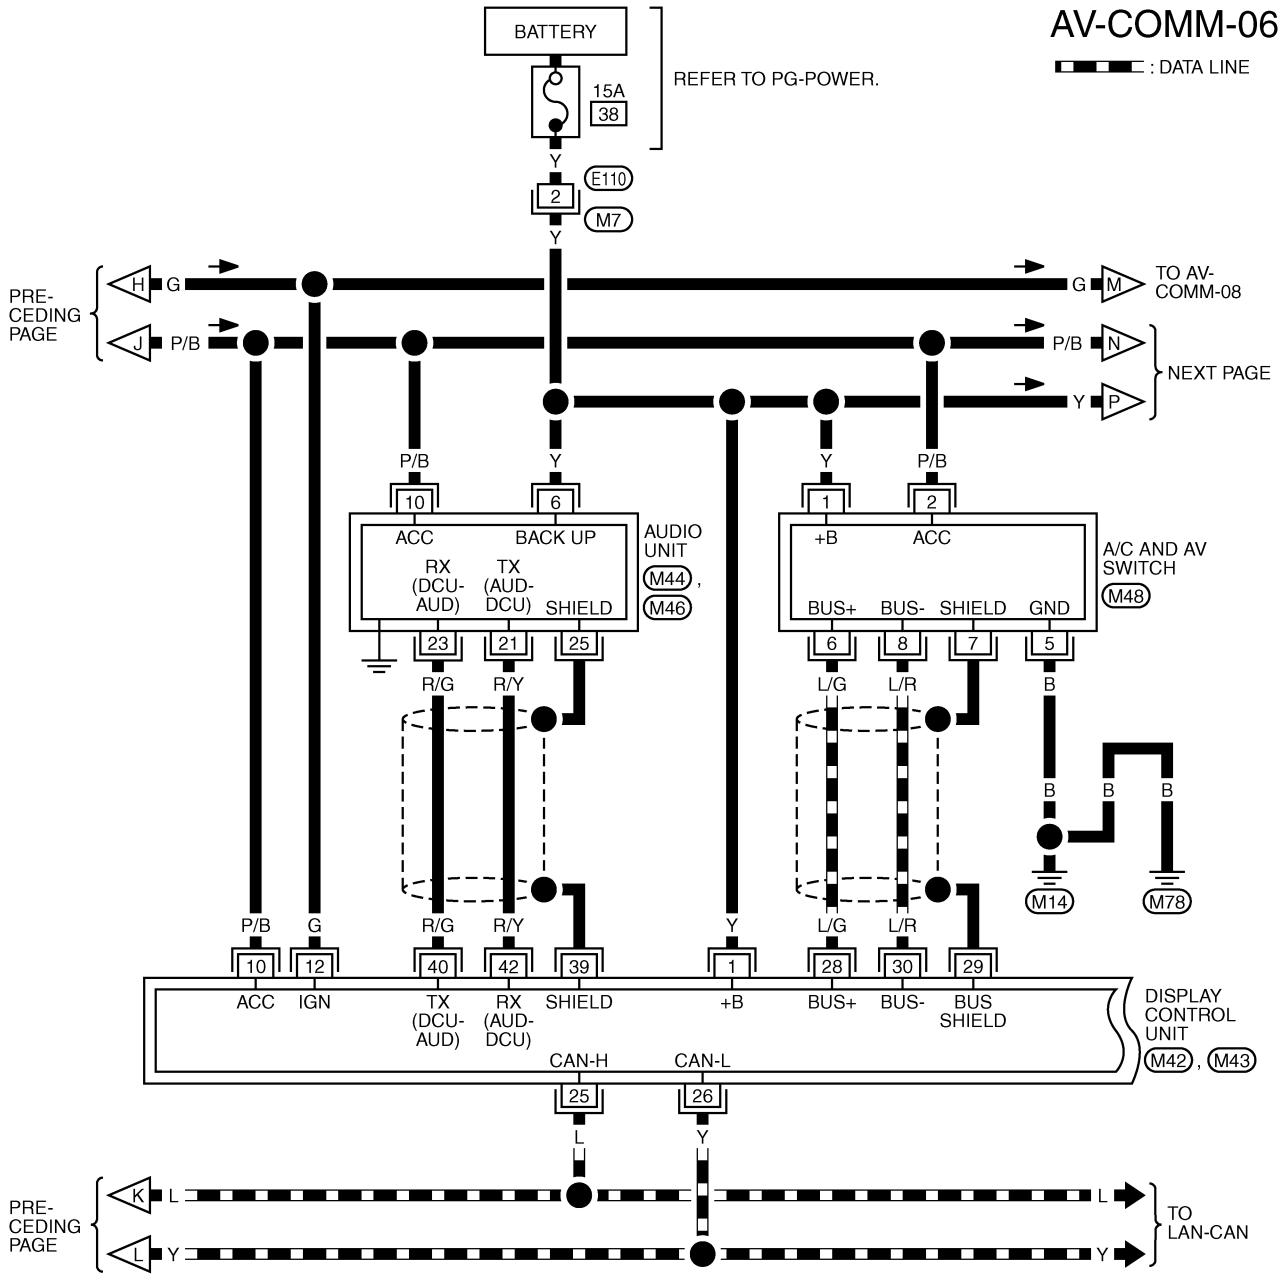 AV-COMM-06
: DATA LINE
BATTERY
15A
38
REFER TO PG-POWER.
Y
E110
2
M7
Y
PRE-
CEDING
PAGE
H G
G M
TO AV-
COMM-08
J P/B
P/B N
NEXT PAGE
Y P
P/B
Y
Y
P/B
10
6
1
2
ACC
BACK UP
RX
(DCU-
AUD)
TX
(AUD-
DCU)
SHIELD
AUDIO
UNIT
M44 ,
M46
+B
ACC
BUS+
BUS-
SHIELD
GND
A/C AND AV
SWITCH
M48
23
21
25
6
8
7
5
R/G
R/Y
L/G
L/R
B
B
B
B
M14
M78
P/B
G
R/G
R/Y
Y
L/G
L/R
10
12
40
42
39
1
28
30
29
ACC
IGN
TX
(DCU-
AUD)
RX
(AUD-
DCU)
SHIELD
+B
BUS+
BUS-
BUS
SHIELD
DISPLAY
CONTROL
UNIT
M42 , M43
CAN-H
CAN-L
25
26
L
Y
PRE-
CEDING
PAGE
K L
L
L Y
Y
TO
LAN-CAN